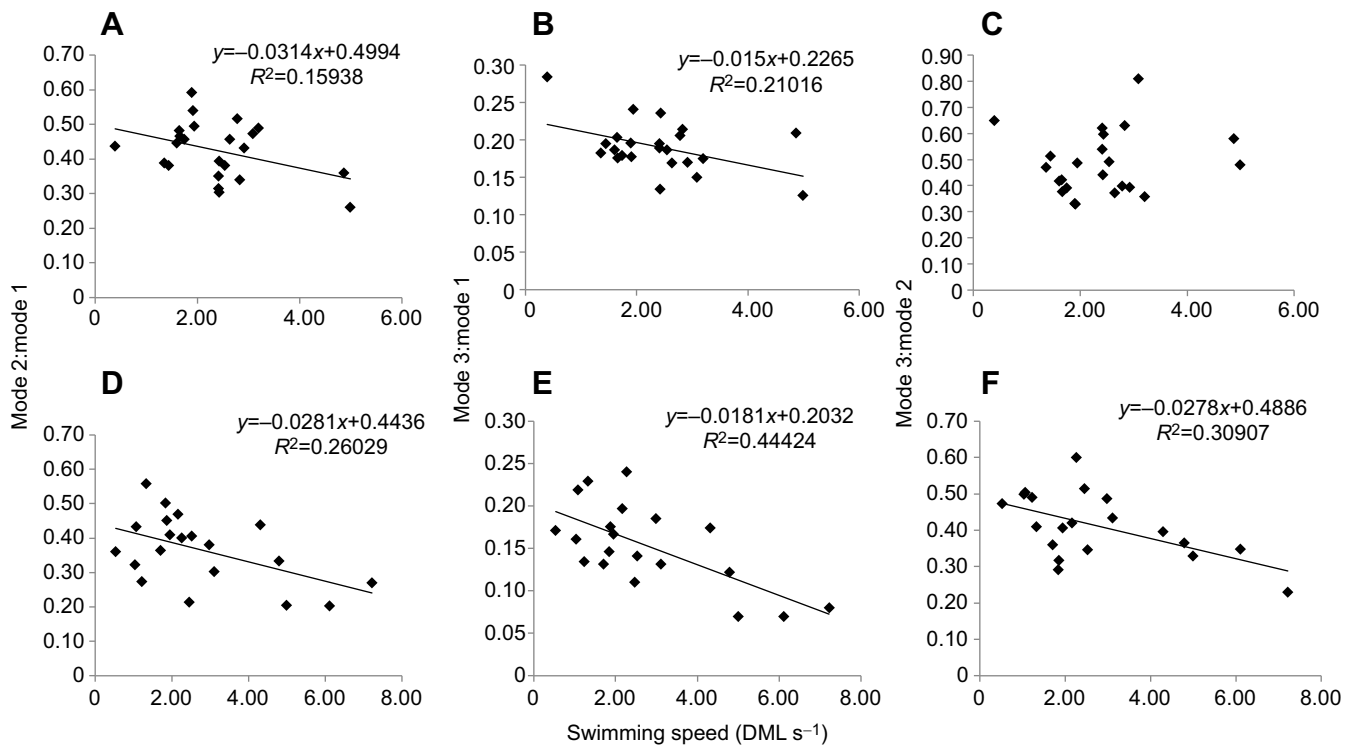 A
y=–0.0314x+0.4994
R²=0.15938
0.70
0.60
0.50
0.40
0.30
0.20
0.10
0
0 2.00 4.00 6.00
B
y=–0.015x+0.2265
R²=0.21016
0.30
0.25
0.20
0.15
0.10
0.05
0
0 2.00 4.00 6.00
C
0.90
0.80
0.70
0.60
0.50
0.40
0.30
0.20
0.10
0
0 2.00 4.00 6.00
Mode 2:mode 1
Mode 3:mode 1
Mode 3:mode 2
D
y=–0.0281x+0.4436
R²=0.26029
0.70
0.60
0.50
0.40
0.30
0.20
0.10
0
0 2.00 4.00 6.00 8.00
E
y=–0.0181x+0.2032
R²=0.44424
0.30
0.25
0.20
0.15
0.10
0.05
0
0 2.00 4.00 6.00 8.00
F
y=–0.0278x+0.4886
R²=0.30907
0.70
0.60
0.50
0.40
0.30
0.20
0.10
0
0 2.00 4.00 6.00 8.00
Swimming speed (DML s⁻¹)